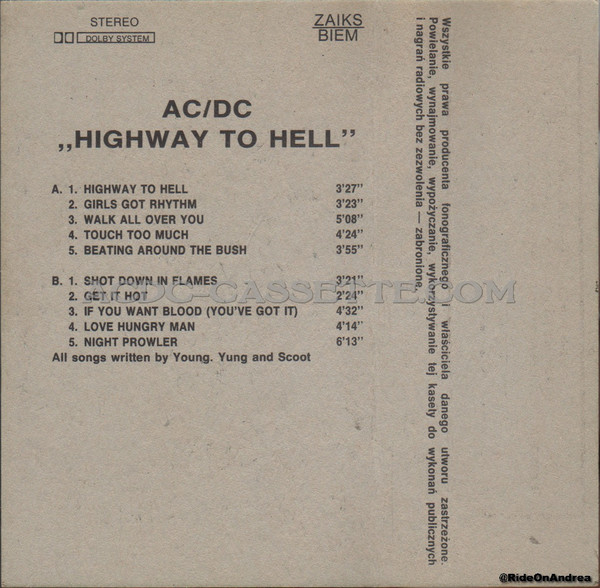 STEREO
DOLBY SYSTEM
ZAIKS
BIEM
AC/DC
„HIGHWAY TO HELL”
A. 1. HIGHWAY TO HELL 3'27''
2. GIRLS GOT RHYTHM 3'23''
3. WALK ALL OVER YOU 5'08''
4. TOUCH TOO MUCH 4'24''
5. BEATING AROUND THE BUSH 3'55''
B. 1. SHOT DOWN IN FLAMES 3'21''
2. GET IT HOT 2'24''
3. IF YOU WANT BLOOD (YOU'VE GOT IT) 4'32''
4. LOVE HUNGRY MAN 4'14''
5. NIGHT PROWLER 6'13''
All songs written by Young. Yung and Scoot
Wszystkie prawa producenta fonograficznego i właściciela danego utworu zastrzeżone.
Powielanie, wynajmowanie, wypożyczanie, wykorzystywanie tej kasety do wykonań publicznych
i nagrań radiowych bez zezwolenia — zabronione.
ACDC-CASSETTE.COM
@RideOnAndrea